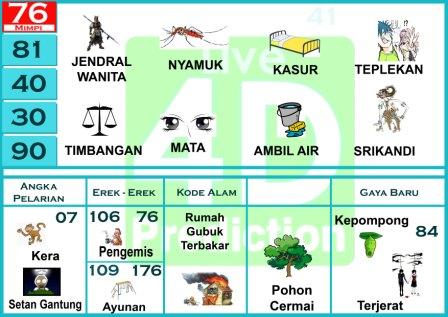 76
Mimpi
41
81
40
30
90
JENDRAL
WANITA
NYAMUK
KASUR
TEPLEKAN
TIMBANGAN
MATA
AMBIL AIR
SRIKANDI
Live
4D
Prediction
ANGKA
PELARIAN
EREK - EREK
KODE ALAM
GAYA BARU
07
Kera
Setan Gantung
106 76
Pengemis
109 176
Ayunan
Rumah
Gubuk
Terbakar
Pohon
Cermai
Kepompong
84
Terjerat